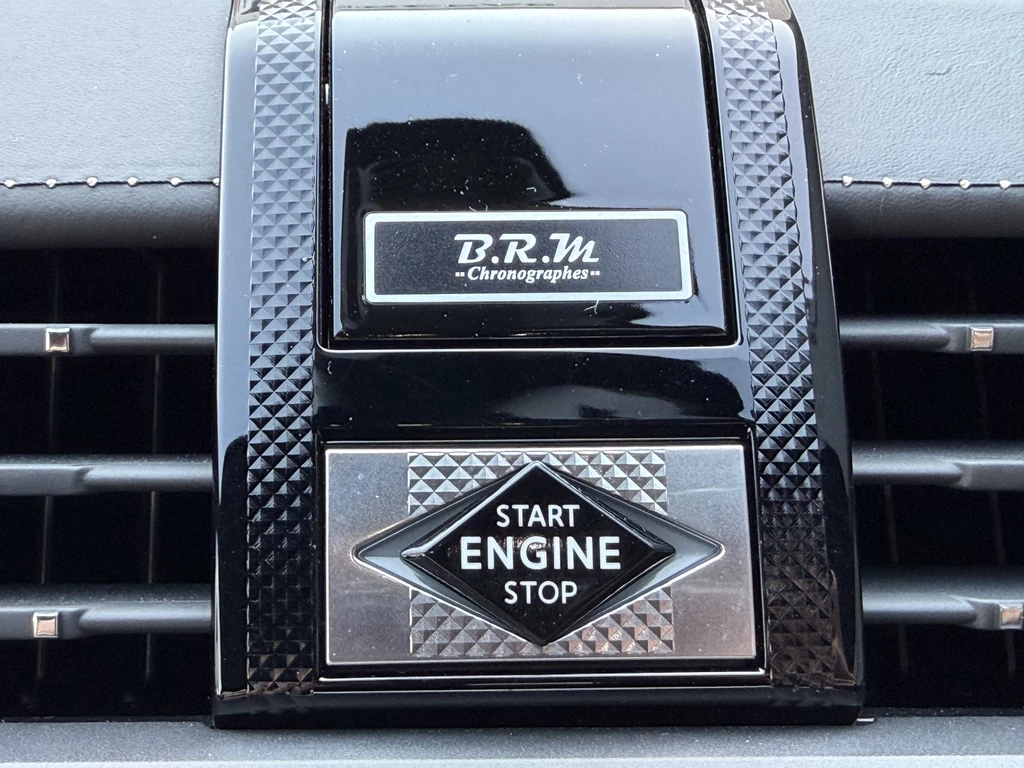 B.R.M
Chronographes
START
ENGINE
STOP